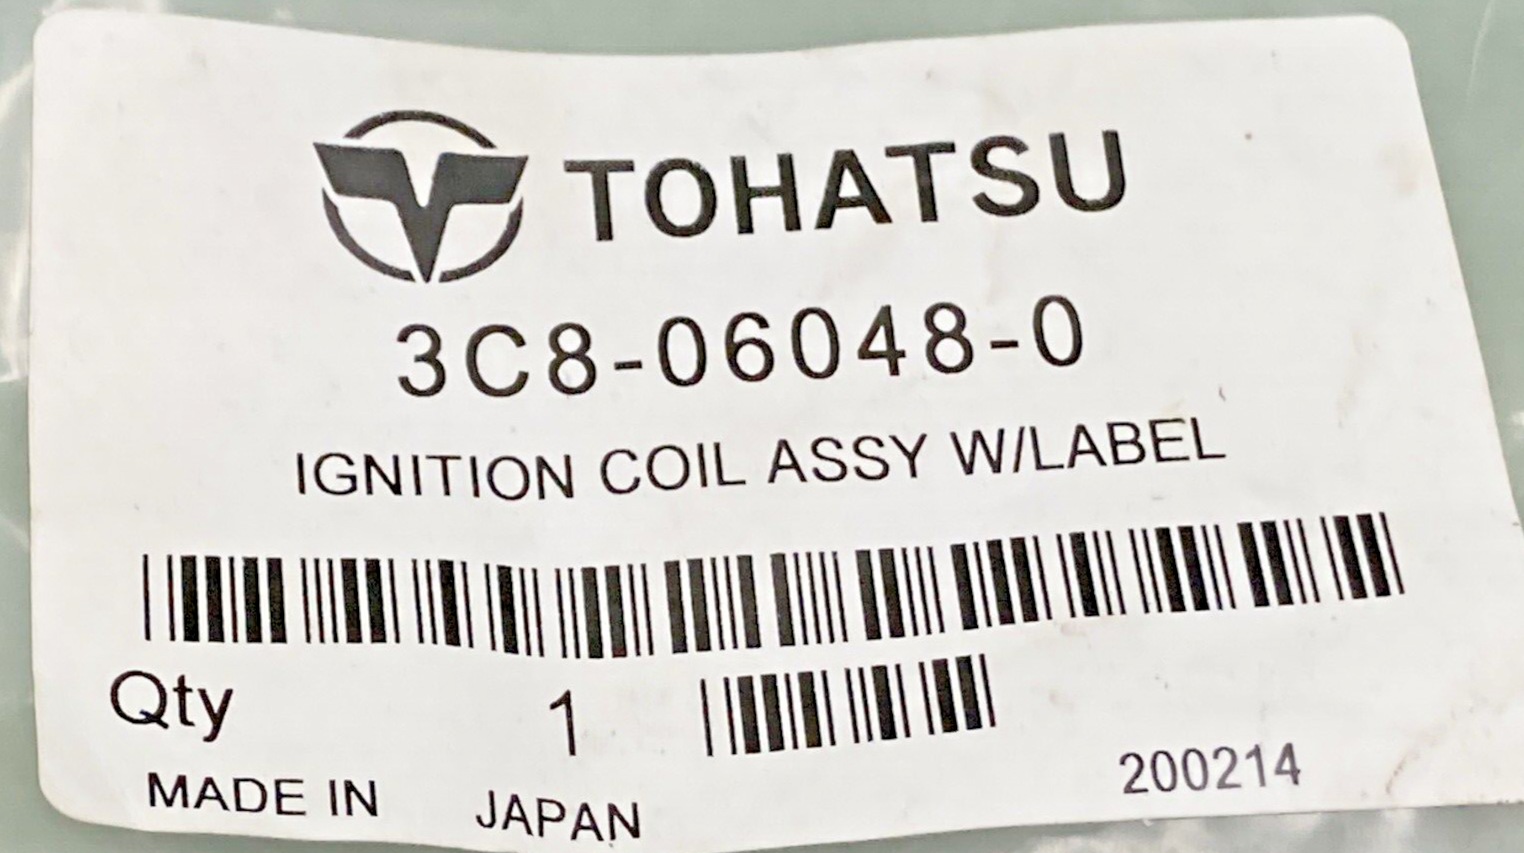 TOHATSU
3C8-06048-0
IGNITION COIL ASSY W/LABEL
Qty 1
MADE IN JAPAN 200214